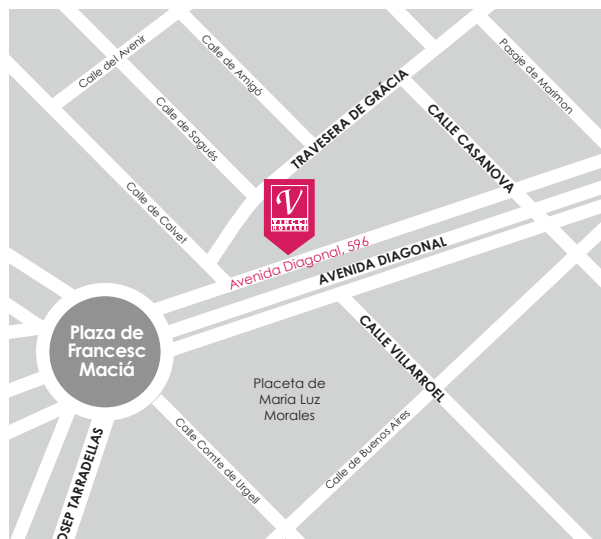 Calle del Avenir
Calle de Amigó
Pasaje de Marimon
Calle de Sagués
TRAVESERA DE GRÁCIA
CALLE CASANOVA
Calle de Calvet
V
VINCCI
HOTELES
Avenida Diagonal, 596
AVENIDA DIAGONAL
Plaza de
Francesc
Maciá
CALLE VILLARROEL
Placeta de
Maria Luz
Morales
Calle Comte de Urgell
Calle de Buenos Aires
OSEP TARRADELLAS